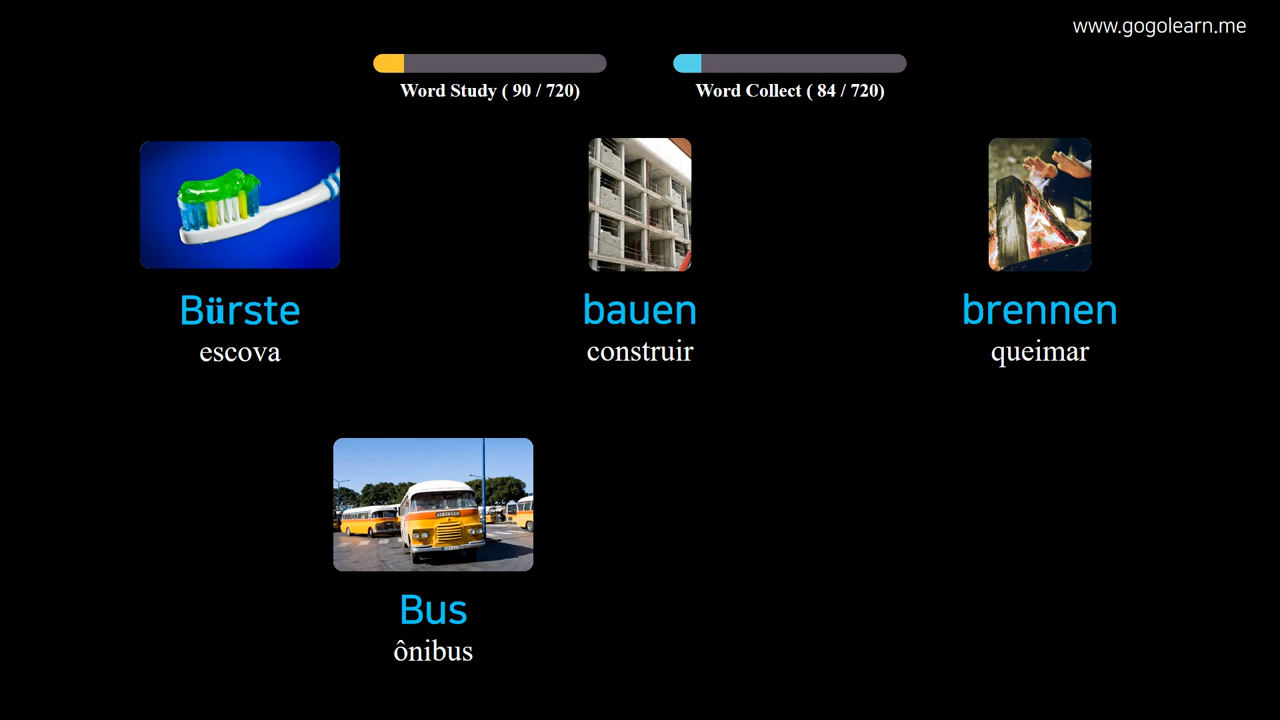 www.gogolearn.me
Word Study ( 90 / 720)
Word Collect ( 84 / 720)
Bürste
escova
bauen
construir
brennen
queimar
Bus
ônibus